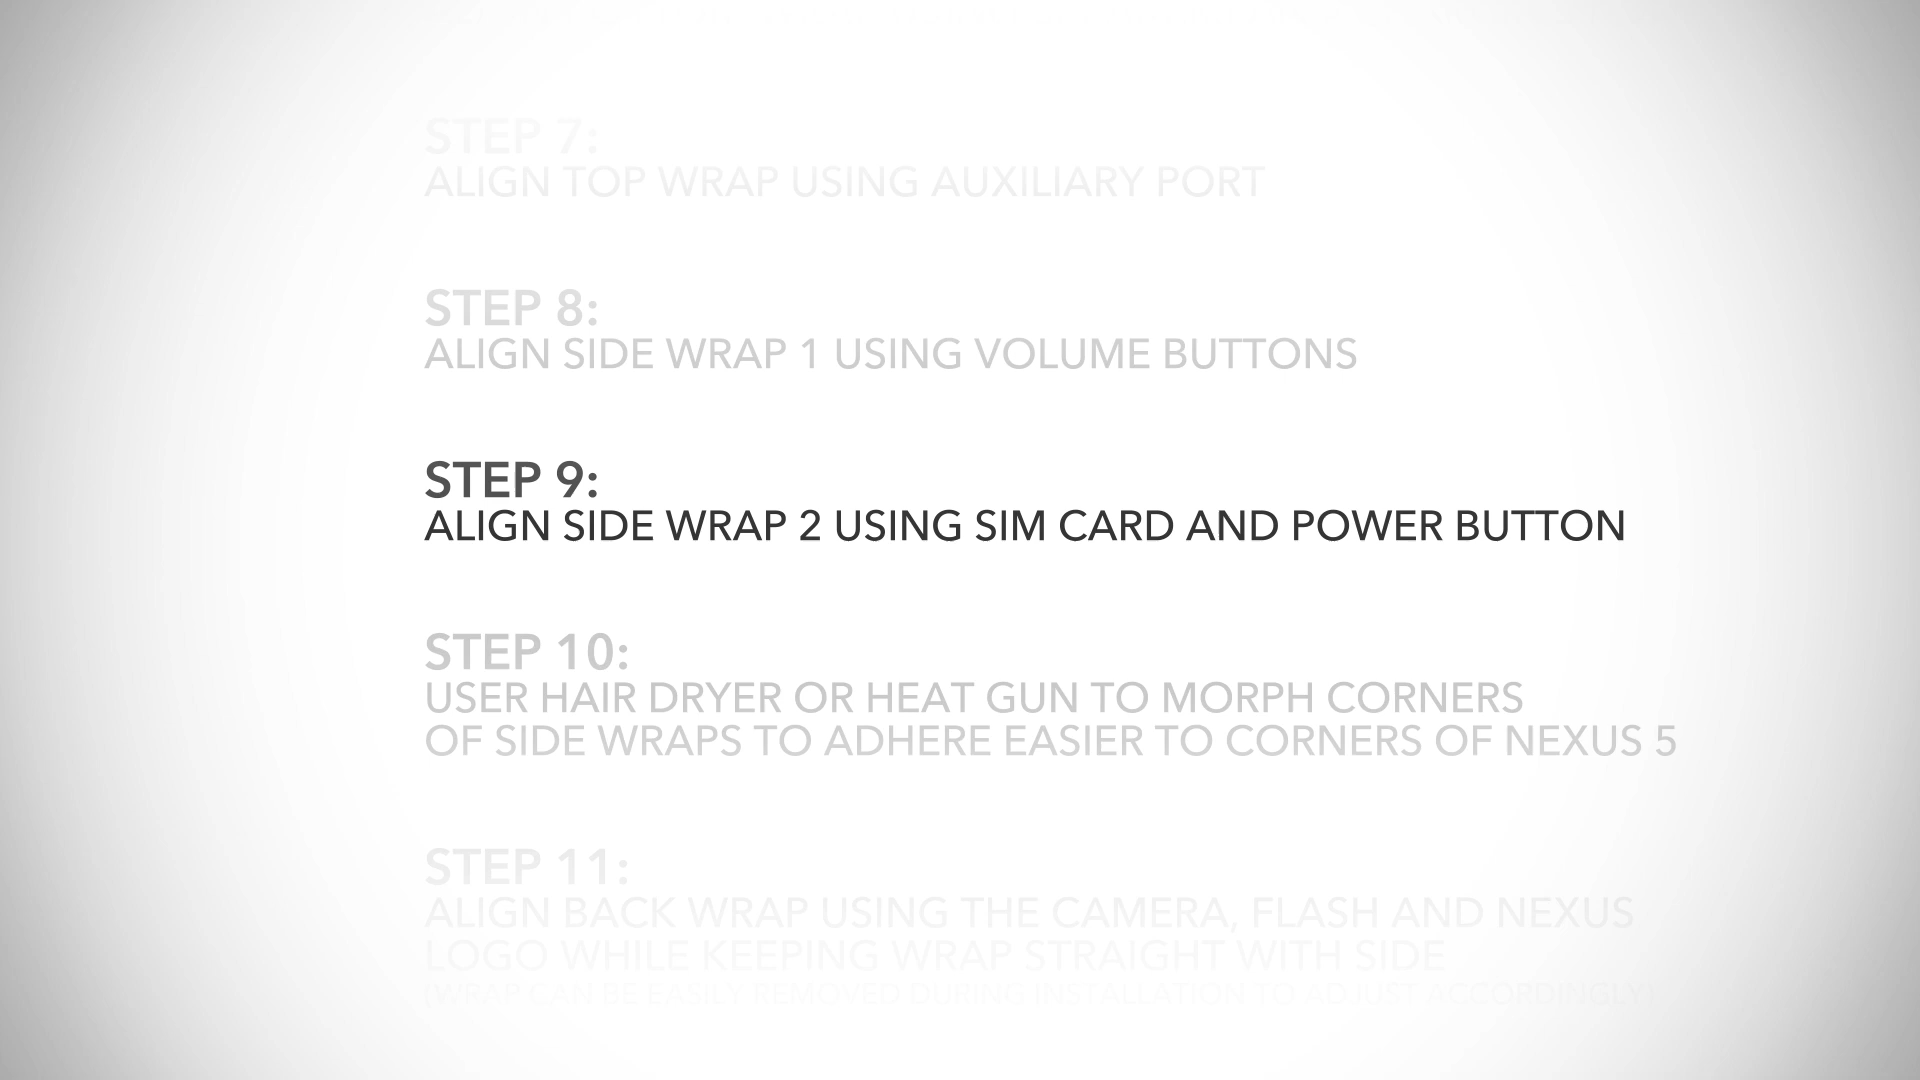 STEP 7:
ALIGN TOP WRAP USING AUXILIARY PORT
STEP 8:
ALIGN SIDE WRAP 1 USING VOLUME BUTTONS
STEP 9:
ALIGN SIDE WRAP 2 USING SIM CARD AND POWER BUTTON
STEP 10:
USER HAIR DRYER OR HEAT GUN TO MORPH CORNERS
OF SIDE WRAPS TO ADHERE EASIER TO CORNERS OF NEXUS 5
STEP 11:
ALIGN BACK WRAP USING THE CAMERA, FLASH AND NEXUS
LOGO WHILE KEEPING WRAP STRAIGHT WITH SIDE
(WRAP CAN BE EASILY REMOVED DURING INSTALLATION TO ADJUST ACCORDINGLY)